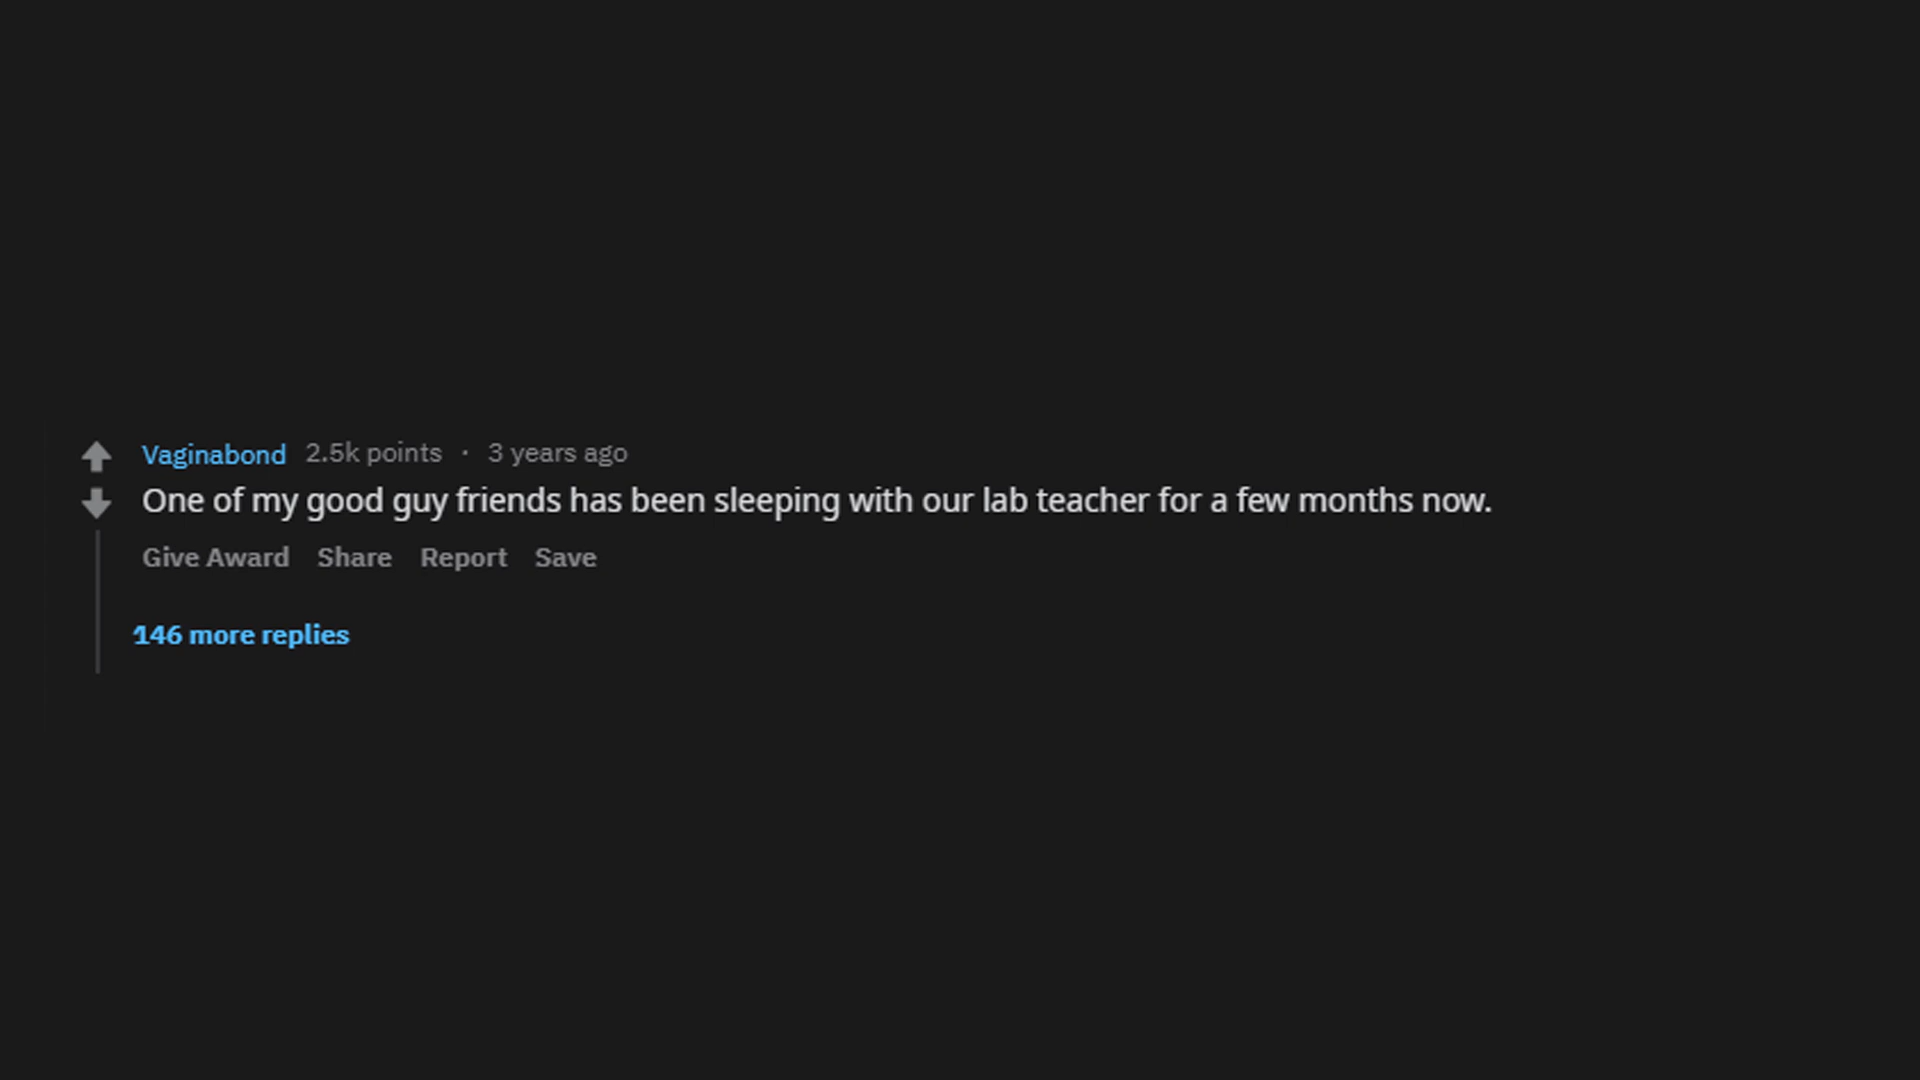 Vaginabond 2.5k points · 3 years ago
One of my good guy friends has been sleeping with our lab teacher for a few months now.
Give Award Share Report Save
146 more replies